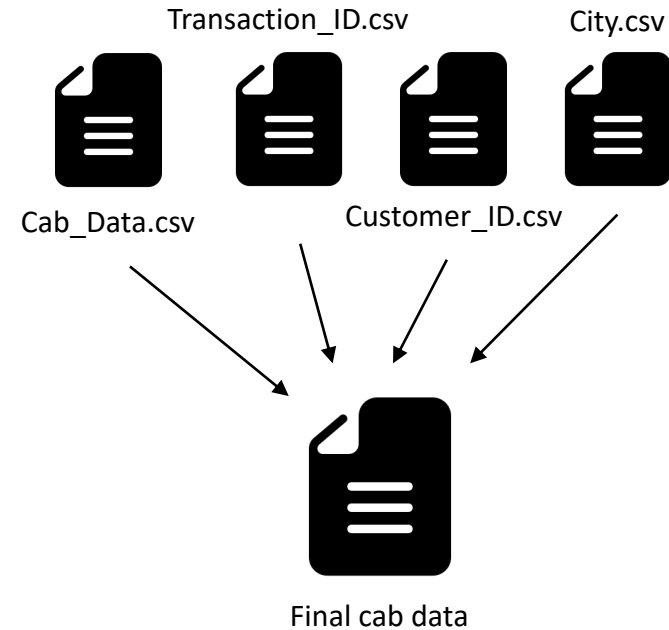 Transaction_ID.csv
City.csv
Cab_Data.csv
Customer_ID.csv
Final cab data